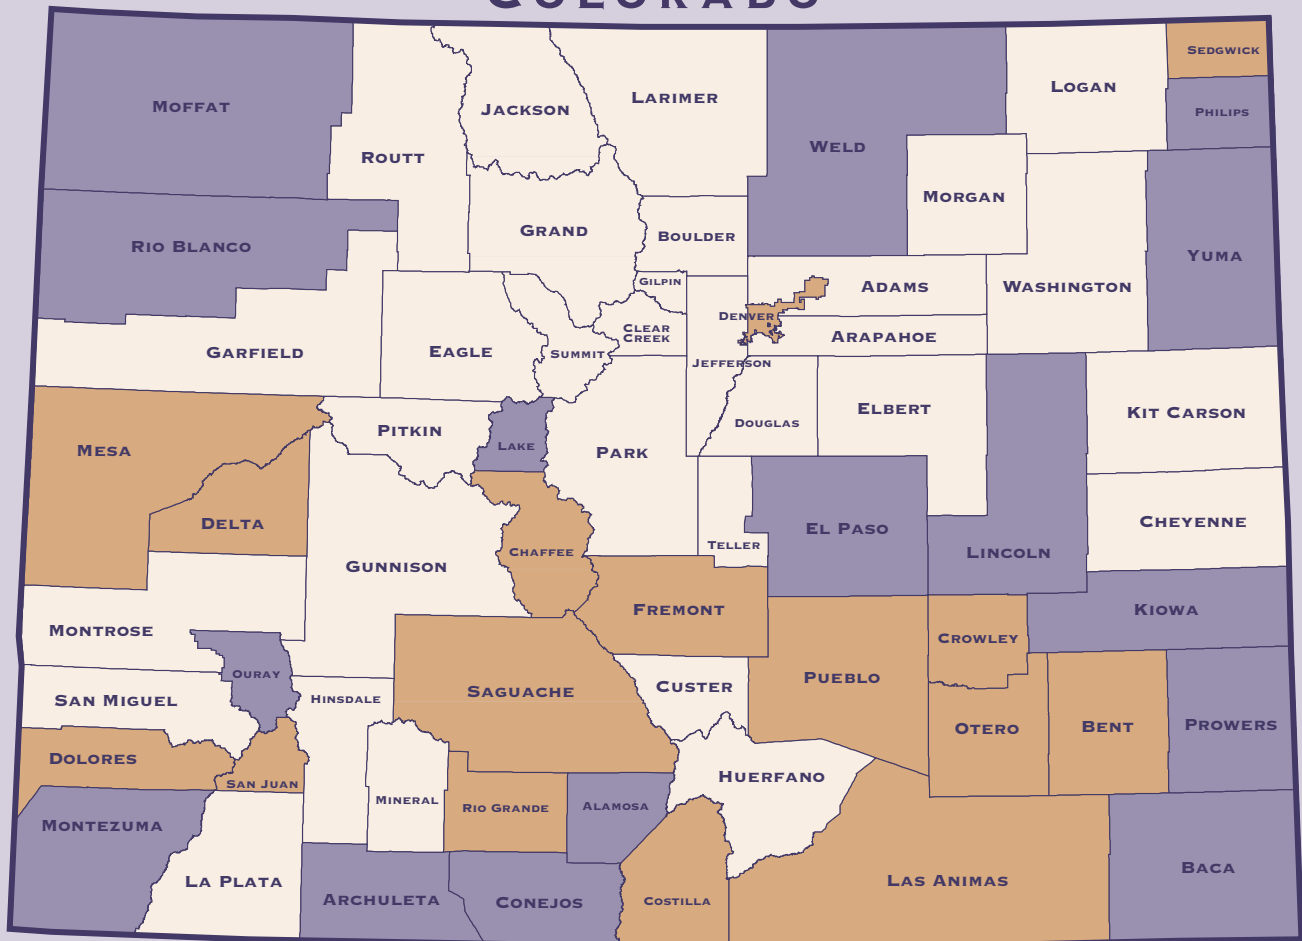 COLORADO
SEDGWICK
LOGAN
LARIMER
MOFFAT
JACKSON
PHILIPS
WELD
ROUTT
MORGAN
GRAND
BOULDER
RIO BLANCO
YUMA
GILPIN
ADAMS
WASHINGTON
DENVER
CLEAR
CREEK
ARAPAHOE
GARFIELD
EAGLE
SUMMIT
JEFFERSON
ELBERT
KIT CARSON
DOUGLAS
PITKIN
LAKE
MESA
PARK
DELTA
CHEYENNE
EL PASO
TELLER
CHAFFEE
LINCOLN
GUNNISON
FREMONT
KIOWA
MONTROSE
CROWLEY
OURAY
PUEBLO
CUSTER
SAGUACHE
SAN MIGUEL
HINSDALE
PROWERS
OTERO
BENT
DOLORES
HUERFANO
SAN JUAN
MINERAL
RIO GRANDE
ALAMOSA
MONTEZUMA
BACA
LA PLATA
LAS ANIMAS
ARCHULETA
CONEJOS
COSTILLA